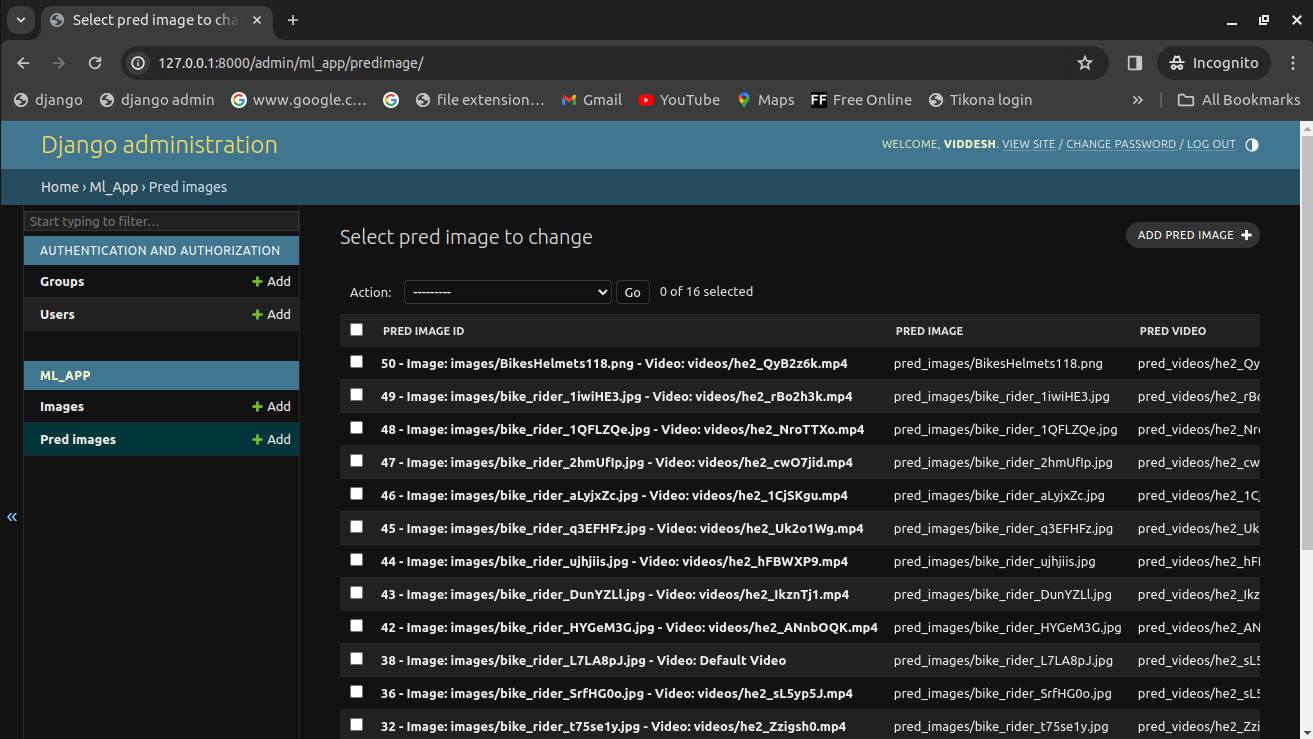 Select pred image to cha
127.0.0.1:8000/admin/ml_app/predimage/
Incognito
django
django admin
www.google.c...
file extension...
Gmail
YouTube
Maps
FF Free Online
Tikona login
All Bookmarks
Django administration
WELCOME, VIDDESH. VIEW SITE / CHANGE PASSWORD / LOG OUT
Home › Ml_App › Pred images
Start typing to filter...
AUTHENTICATION AND AUTHORIZATION
Groups + Add
Users + Add
ML_APP
Images + Add
Pred images + Add
Select pred image to change
ADD PRED IMAGE +
Action: --------- Go 0 of 16 selected
PRED IMAGE ID PRED IMAGE PRED VIDEO
50 - Image: images/BikesHelmets118.png - Video: videos/he2_QyB2z6k.mp4 pred_images/BikesHelmets118.png pred_videos/he2_Qy
49 - Image: images/bike_rider_1iwiHE3.jpg - Video: videos/he2_rBo2h3k.mp4 pred_images/bike_rider_1iwiHE3.jpg pred_videos/he2_rBo
48 - Image: images/bike_rider_1QFLZQe.jpg - Video: videos/he2_NroTTXo.mp4 pred_images/bike_rider_1QFLZQe.jpg pred_videos/he2_Nro
47 - Image: images/bike_rider_2hmUfIp.jpg - Video: videos/he2_cwO7jid.mp4 pred_images/bike_rider_2hmUfIp.jpg pred_videos/he2_cw
46 - Image: images/bike_rider_aLyjxZc.jpg - Video: videos/he2_1CjSKgu.mp4 pred_images/bike_rider_aLyjxZc.jpg pred_videos/he2_1Cj
45 - Image: images/bike_rider_q3EFHFz.jpg - Video: videos/he2_Uk2o1Wg.mp4 pred_images/bike_rider_q3EFHFz.jpg pred_videos/he2_Uk
44 - Image: images/bike_rider_ujhjiis.jpg - Video: videos/he2_hFBWXP9.mp4 pred_images/bike_rider_ujhjiis.jpg pred_videos/he2_hF
43 - Image: images/bike_rider_DunYZLl.jpg - Video: videos/he2_IkznTj1.mp4 pred_images/bike_rider_DunYZLl.jpg pred_videos/he2_Ikz
42 - Image: images/bike_rider_HYGeM3G.jpg - Video: videos/he2_ANnbOQK.mp4 pred_images/bike_rider_HYGeM3G.jpg pred_videos/he2_AN
38 - Image: images/bike_rider_L7LA8pJ.jpg - Video: Default Video pred_images/bike_rider_L7LA8pJ.jpg pred_videos/he2_sL5
36 - Image: images/bike_rider_SrfHG0o.jpg - Video: videos/he2_sL5yp5J.mp4 pred_images/bike_rider_SrfHG0o.jpg pred_videos/he2_sL5
32 - Image: images/bike_rider_t75se1y.jpg - Video: videos/he2_Zzigsh0.mp4 pred_images/bike_rider_t75se1y.jpg pred_videos/he2_Zzi